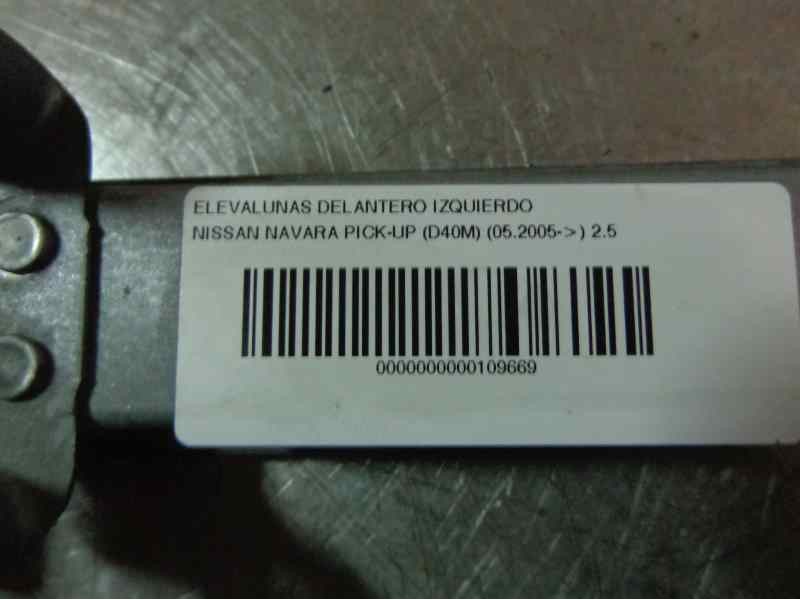 ELEVALUNAS DELANTERO IZQUIERDO
NISSAN NAVARA PICK-UP (D40M) (05.2005->) 2.5
0000000000109669